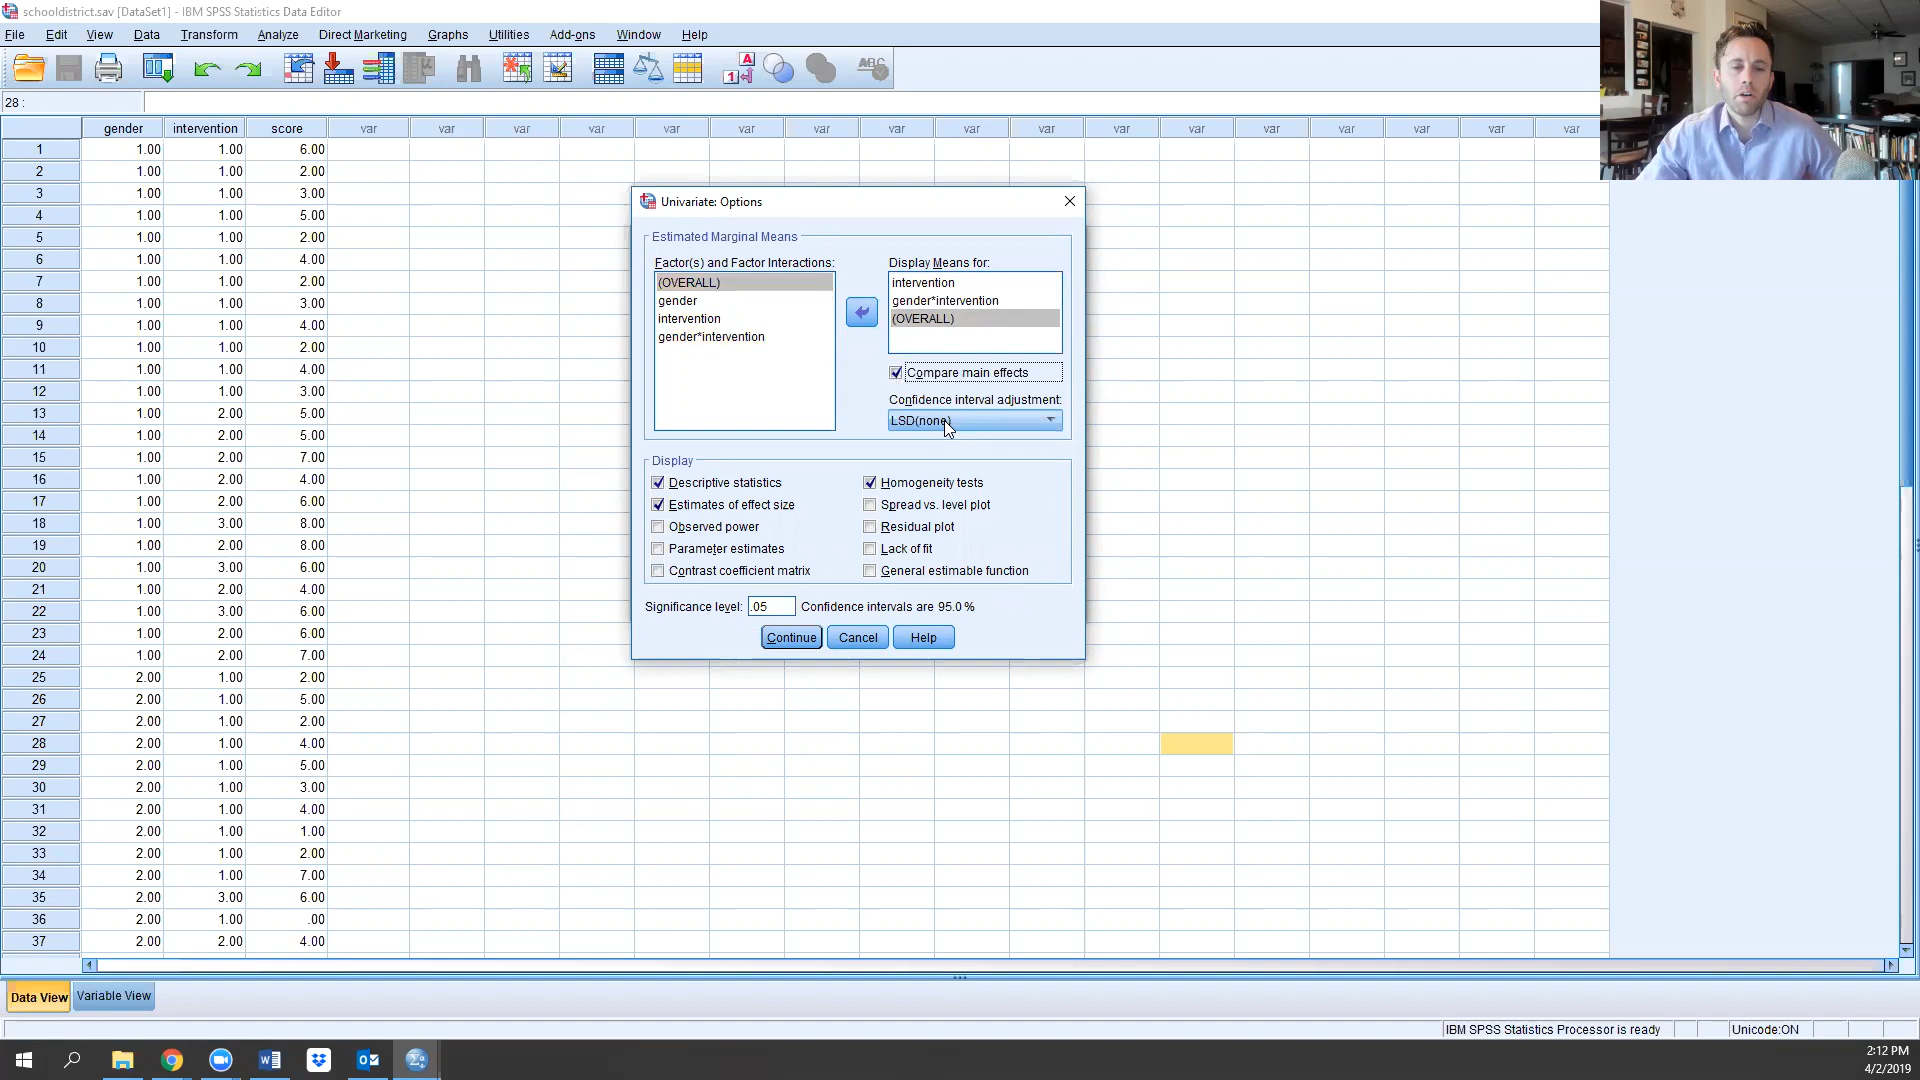 schooldistrict.sav [DataSet1] - IBM SPSS Statistics Data Editor
File Edit View Data Transform Analyze Direct Marketing Graphs Utilities Add-ons Window Help
28 :
gender intervention score var var var var var var var var var var var var var var var var var
1 1.00 1.00 6.00
2 1.00 1.00 2.00
3 1.00 1.00 3.00
4 1.00 1.00 5.00
5 1.00 1.00 2.00
6 1.00 1.00 4.00
7 1.00 1.00 2.00
8 1.00 1.00 3.00
9 1.00 1.00 4.00
10 1.00 1.00 2.00
11 1.00 1.00 4.00
12 1.00 1.00 3.00
13 1.00 2.00 5.00
14 1.00 2.00 5.00
15 1.00 2.00 7.00
16 1.00 2.00 4.00
17 1.00 2.00 6.00
18 1.00 3.00 8.00
19 1.00 2.00 8.00
20 1.00 3.00 6.00
21 1.00 2.00 4.00
22 1.00 3.00 6.00
23 1.00 2.00 6.00
24 1.00 2.00 7.00
25 2.00 1.00 2.00
26 2.00 1.00 5.00
27 2.00 1.00 2.00
28 2.00 1.00 4.00
29 2.00 1.00 5.00
30 2.00 1.00 3.00
31 2.00 1.00 4.00
32 2.00 1.00 1.00
33 2.00 1.00 2.00
34 2.00 1.00 7.00
35 2.00 3.00 6.00
36 2.00 1.00 .00
37 2.00 2.00 4.00
Univariate: Options
Estimated Marginal Means
Factor(s) and Factor Interactions:
(OVERALL)
gender
intervention
gender*intervention
Display Means for:
intervention
gender*intervention
(OVERALL)
Compare main effects
Confidence interval adjustment:
LSD(none)
Display
Descriptive statistics
Estimates of effect size
Observed power
Parameter estimates
Contrast coefficient matrix
Homogeneity tests
Spread vs. level plot
Residual plot
Lack of fit
General estimable function
Significance level: .05 Confidence intervals are 95.0 %
Continue Cancel Help
Data View Variable View
IBM SPSS Statistics Processor is ready Unicode:ON
2:12 PM
4/2/2019